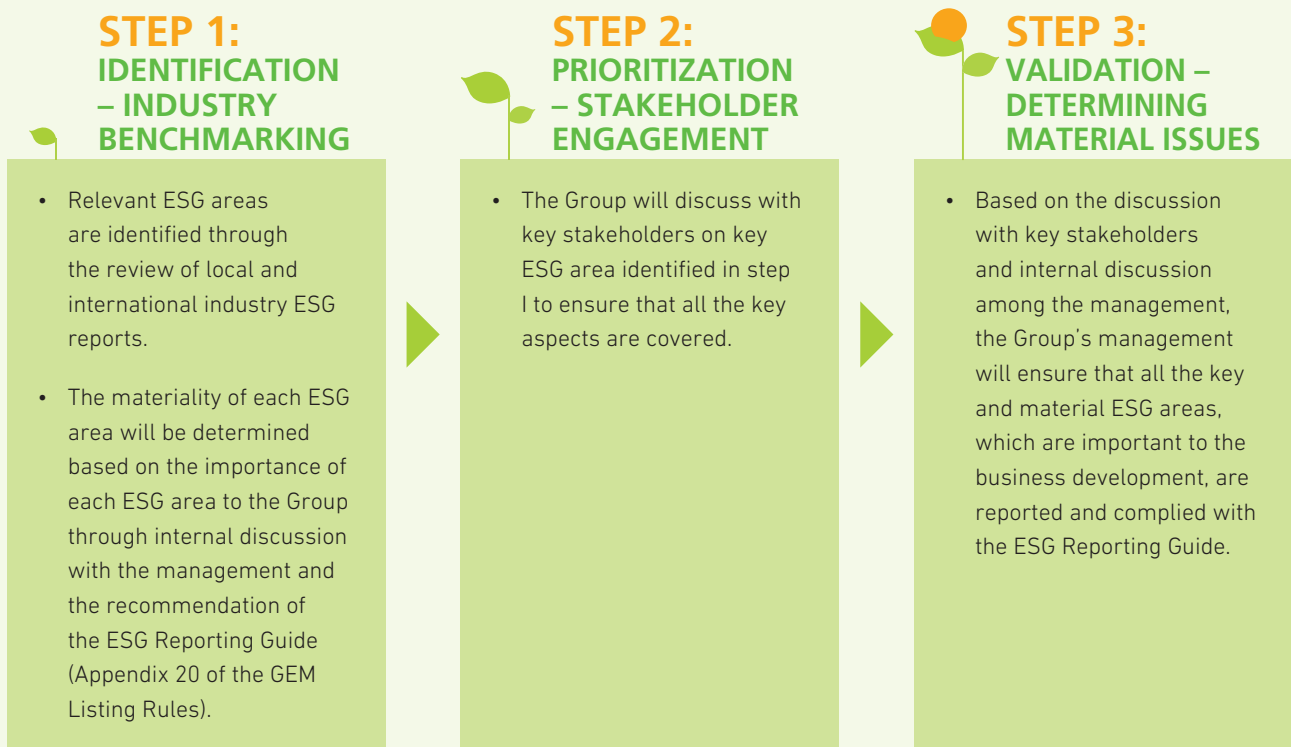 STEP 1:
IDENTIFICATION
– INDUSTRY
BENCHMARKING
• Relevant ESG areas
are identified through
the review of local and
international industry ESG
reports.
• The materiality of each ESG
area will be determined
based on the importance of
each ESG area to the Group
through internal discussion
with the management and
the recommendation of
the ESG Reporting Guide
(Appendix 20 of the GEM
Listing Rules).
STEP 2:
PRIORITIZATION
– STAKEHOLDER
ENGAGEMENT
• The Group will discuss with
key stakeholders on key
ESG area identified in step
I to ensure that all the key
aspects are covered.
STEP 3:
VALIDATION –
DETERMINING
MATERIAL ISSUES
• Based on the discussion
with key stakeholders
and internal discussion
among the management,
the Group's management
will ensure that all the key
and material ESG areas,
which are important to the
business development, are
reported and complied with
the ESG Reporting Guide.